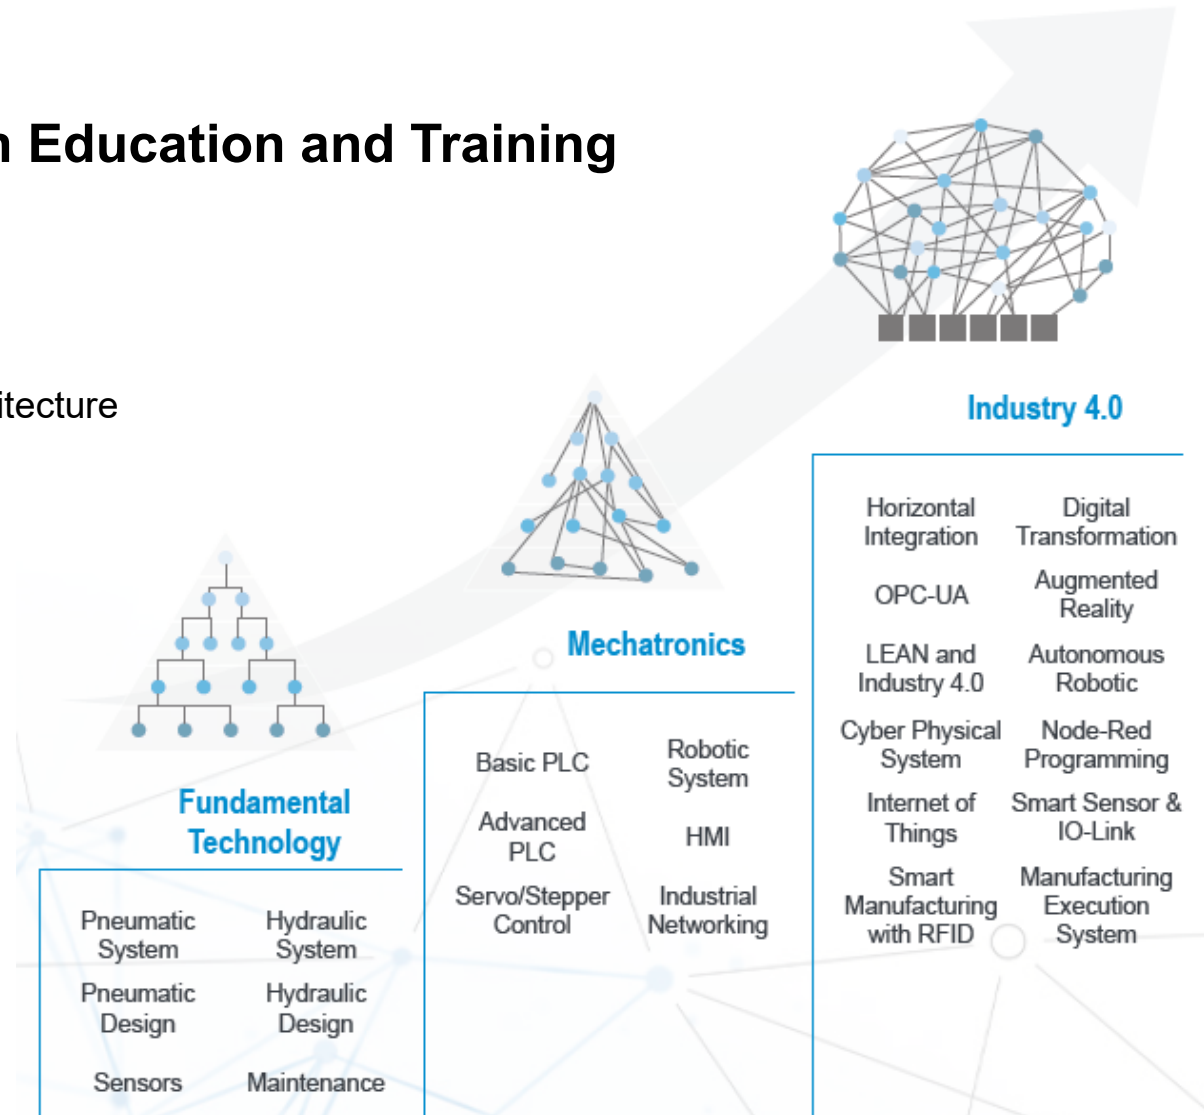 n Education and Training
itecture
Industry 4.0
Horizontal
Integration
Digital
Transformation
OPC-UA
Augmented
Reality
LEAN and
Industry 4.0
Autonomous
Robotic
Cyber Physical
System
Node-Red
Programming
Internet of
Things
Smart Sensor &
IO-Link
Smart
Manufacturing
with RFID
Manufacturing
Execution
System
Mechatronics
Basic PLC
Robotic
System
Advanced
PLC
HMI
Servo/Stepper
Control
Industrial
Networking
Fundamental
Technology
Pneumatic
System
Hydraulic
System
Pneumatic
Design
Hydraulic
Design
Sensors
Maintenance